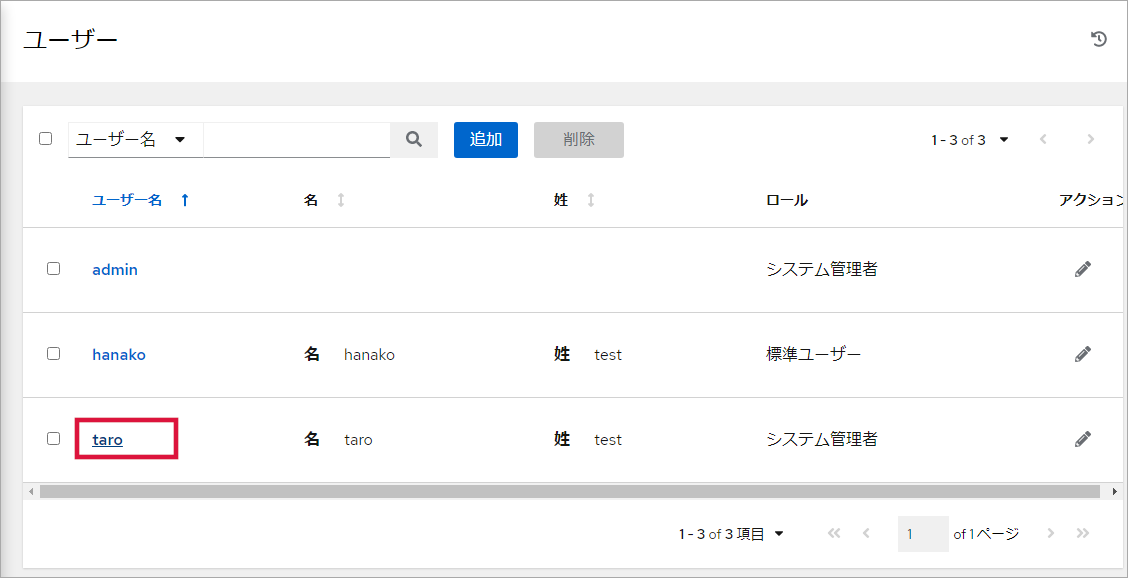 ユーザー
ユーザー名 追加 削除 1 - 3 of 3
ユーザー名 名 姓 ロール アクション
admin システム管理者
hanako 名 hanako 姓 test 標準ユーザー
taro 名 taro 姓 test システム管理者
1 - 3 of 3 項目 1 of 1 ページ